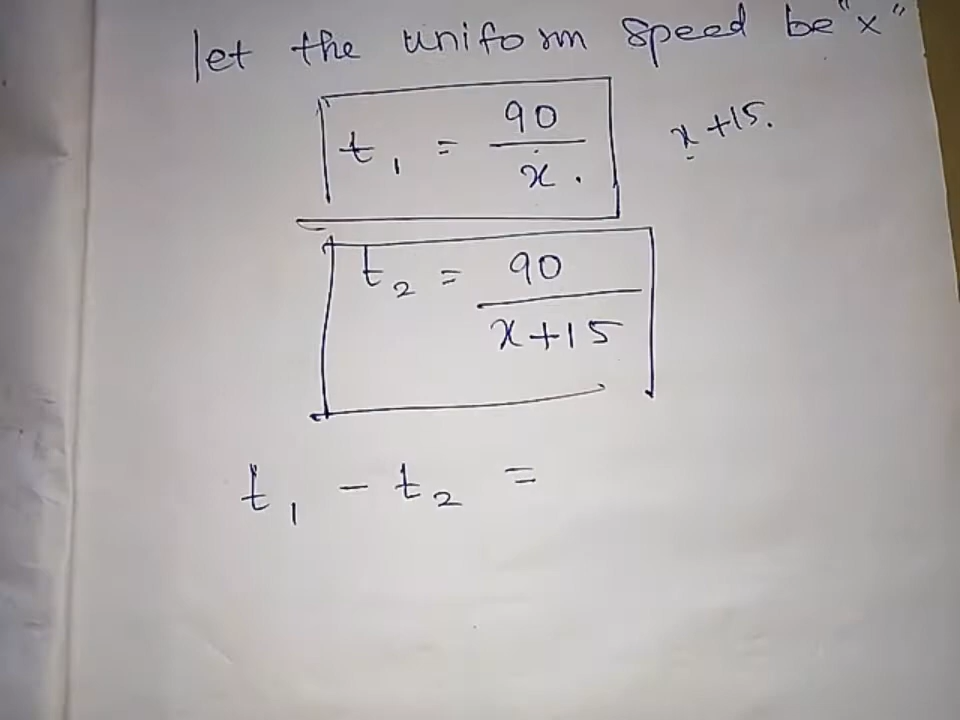 let the uniform speed be "x"
t₁ = 90/x.
x +15.
t₂ = 90/x+15
t₁ - t₂ =